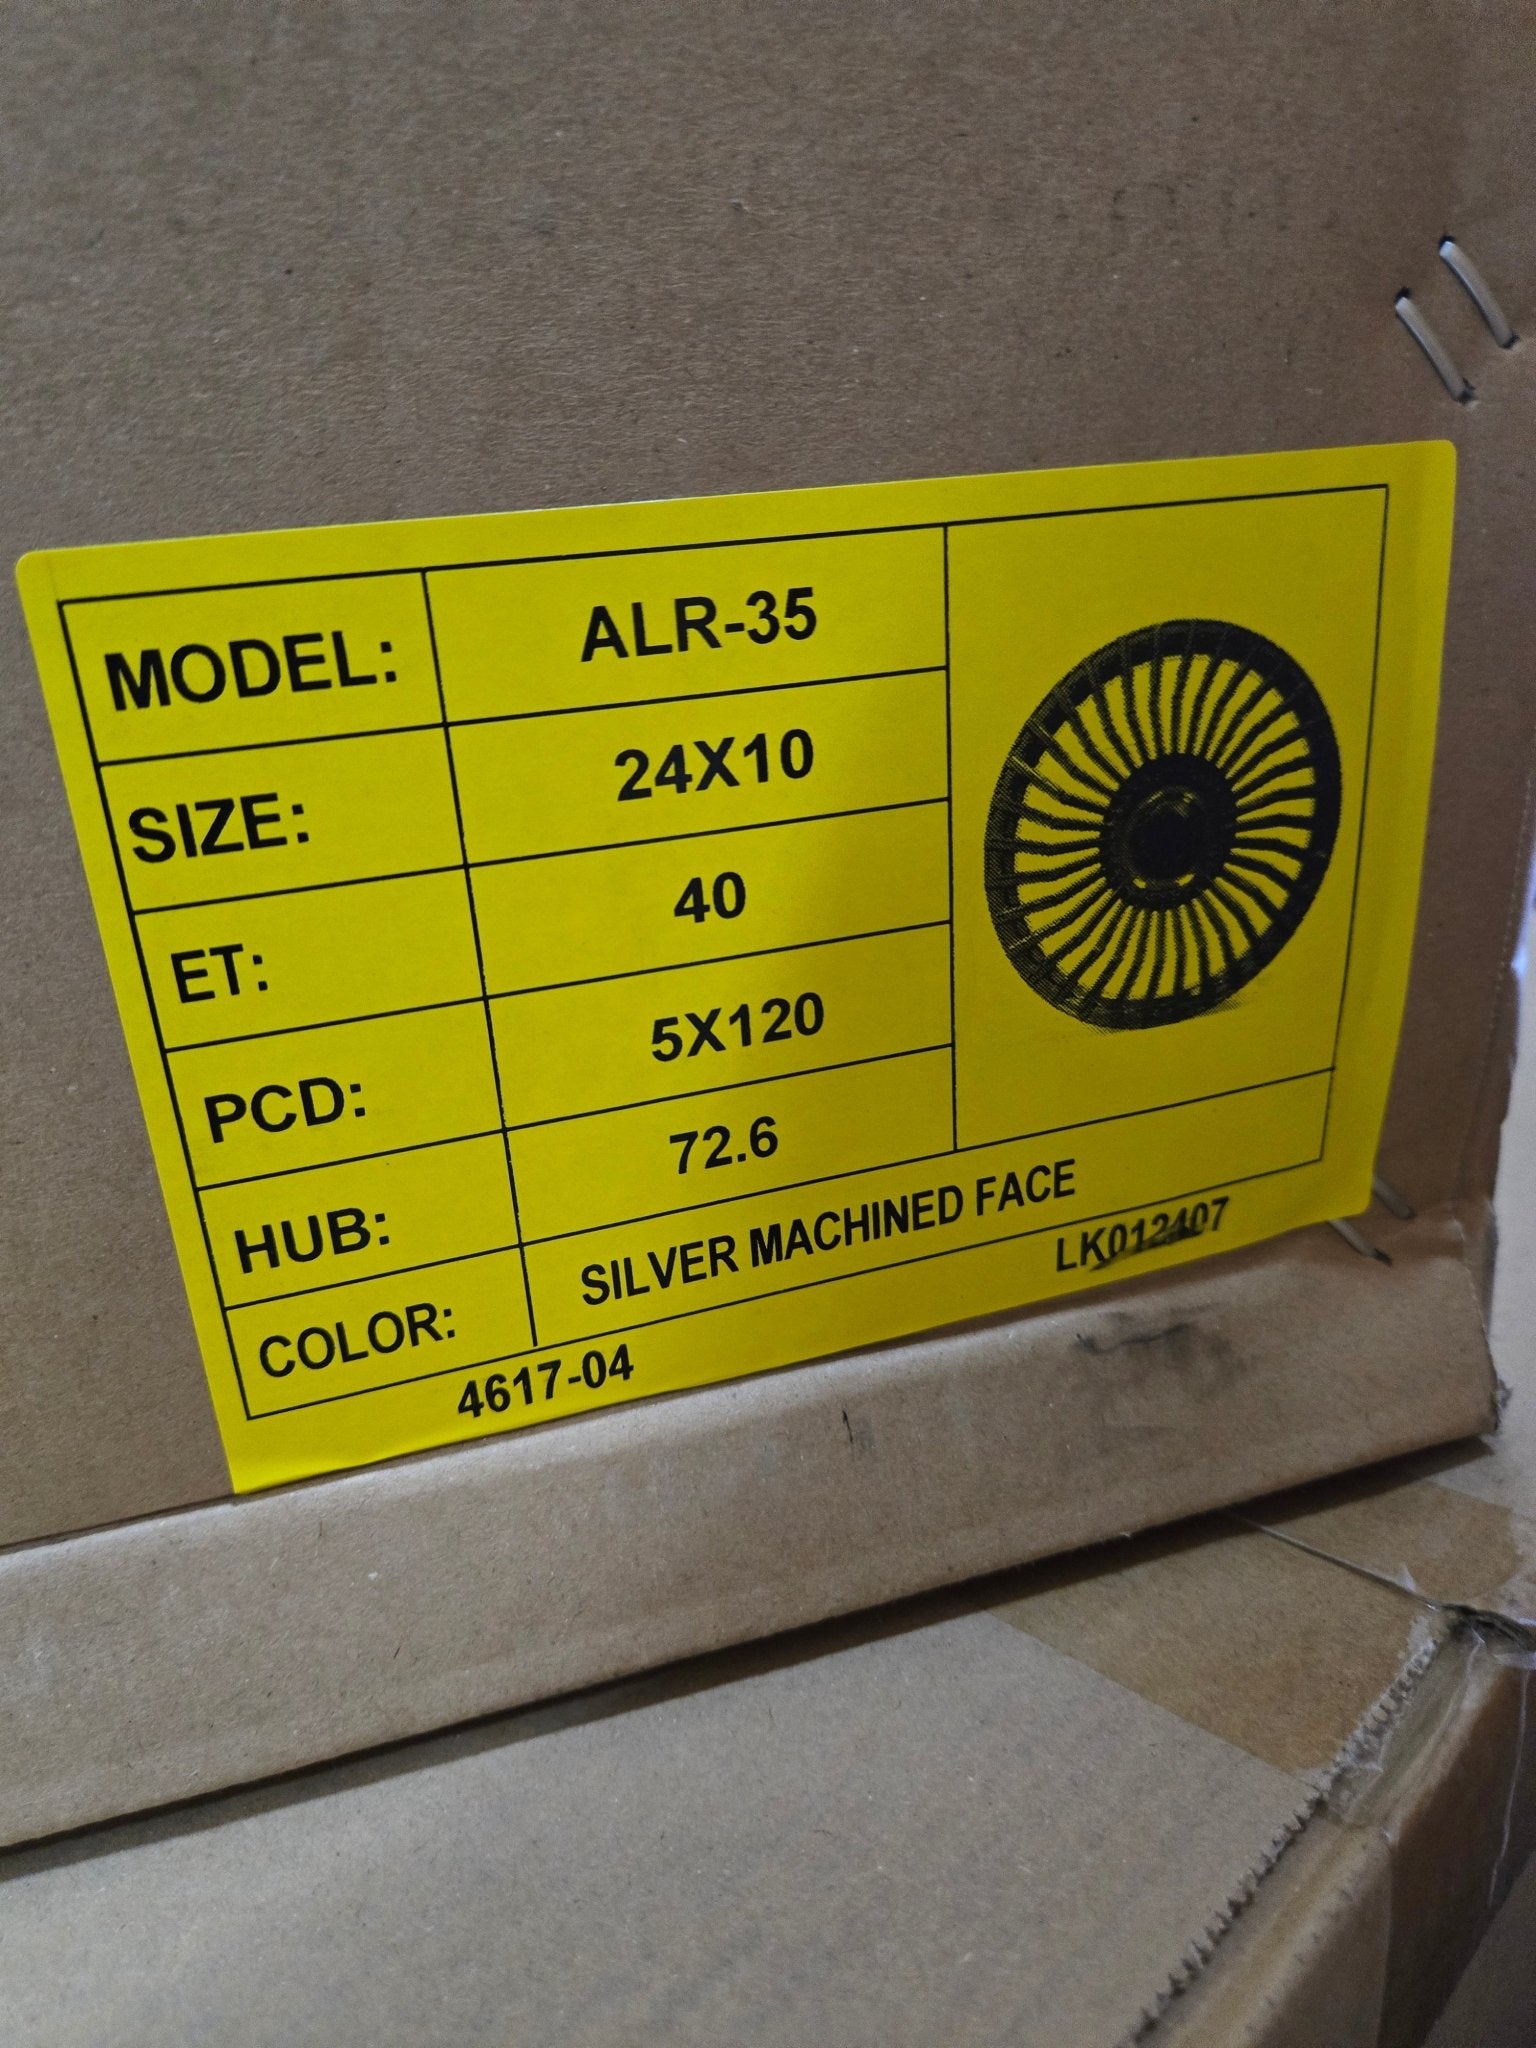 MODEL: ALR-35
SIZE: 24X10
ET: 40
PCD: 5X120
HUB: 72.6
COLOR: SILVER MACHINED FACE
4617-04 LK012407